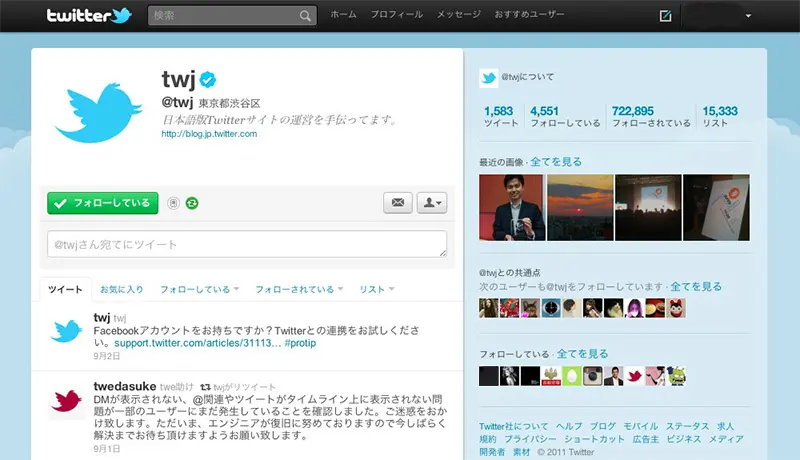 twitter
検索
ホーム プロフィール メッセージ おすすめユーザー
twj
@twj 東京都渋谷区
日本語版Twitterサイトの運営を手伝ってます。
http://blog.jp.twitter.com
フォローしている
@twjさん宛てにツイート
ツイート お気に入り フォローしている フォローされている リスト
twj twj
Facebookアカウントをお持ちですか？Twitterとの連携をお試しくださ
い。support.twitter.com/articles/31113... #protip
9月2日
twedasuke twe助け twjがリツイート
DMが表示されない、@関連やツイートがタイムライン上に表示されない問
題が一部のユーザーにまだ発生していることを確認しました。ご迷惑をおか
け致します。ただいま、エンジニアが復旧に努めておりますので今しばらく
解決までお待ち頂けますようお願い致します。
9月1日
@twjについて
1,583 4,551 722,895 15,333
ツイート フォローしている フォローされている リスト
最近の画像 · 全てを見る
@twjとの共通点
次のユーザーも@twjをフォローしています · 全てを見る
フォローしている · 全てを見る
Twitter社について ヘルプ ブログ モバイル ステータス 求人
規約 プライバシー ショートカット 広告主 ビジネス メディア
開発者 素材 © 2011 Twitter